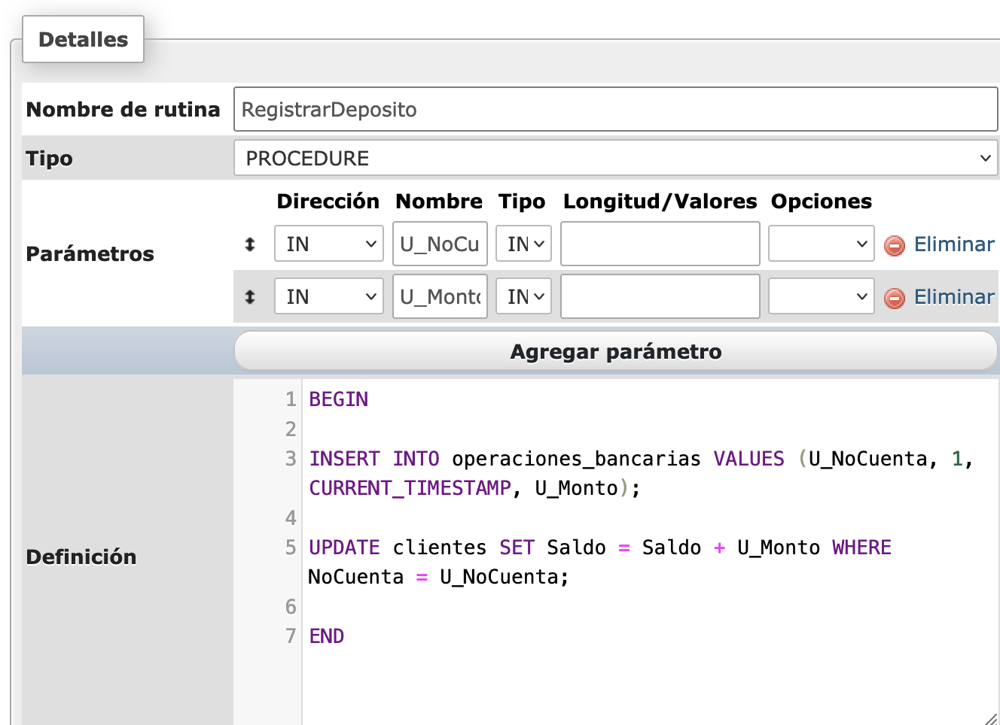 Detalles
Nombre de rutina RegistrarDeposito
Tipo PROCEDURE
Dirección Nombre Tipo Longitud/Valores Opciones
Parámetros
IN U_NoCu IN Eliminar
IN U_Monto IN Eliminar
Agregar parámetro
Definición
1 BEGIN
2
3 INSERT INTO operaciones_bancarias VALUES (U_NoCuenta, 1,
CURRENT_TIMESTAMP, U_Monto);
4
5 UPDATE clientes SET Saldo = Saldo + U_Monto WHERE
NoCuenta = U_NoCuenta;
6
7 END